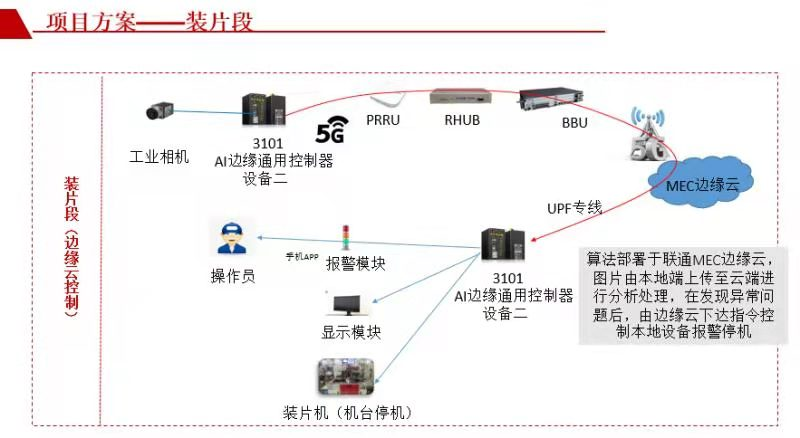 项目方案——装片段
装片段（边缘云控制）
工业相机
3101
AI边缘通用控制器
设备二
5G
PRRU
RHUB
BBU
MEC边缘云
UPF专线
操作员
手机APP
报警模块
3101
AI边缘通用控制器
设备二
显示模块
装片机（机台停机）
算法部署于联通MEC边缘云，
图片由本地端上传至云端进
行分析处理，在发现异常问
题后，由边缘云下达指令控
制本地设备报警停机